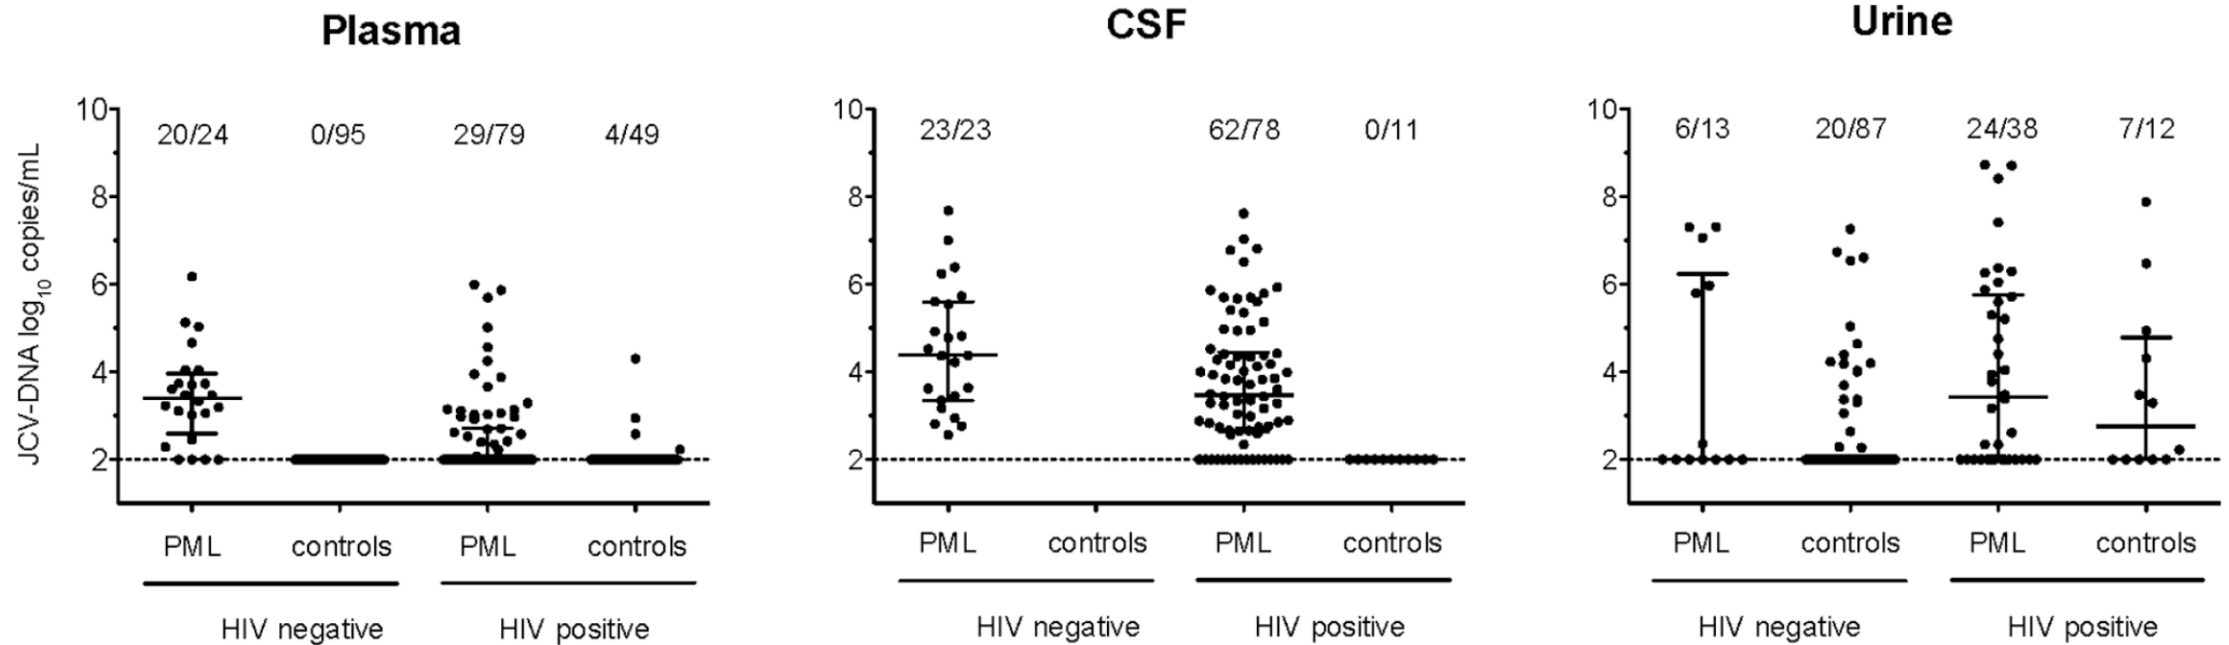 Plasma
CSF
Urine
JCV-DNA log10 copies/mL
10
8
6
4
2
20/24 0/95 29/79 4/49
PML controls PML controls
HIV negative HIV positive
10
8
6
4
2
23/23 62/78 0/11
PML controls PML controls
HIV negative HIV positive
10
8
6
4
2
6/13 20/87 24/38 7/12
PML controls PML controls
HIV negative HIV positive